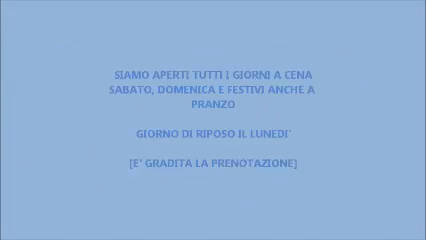 SIAMO APERTI TUTTI I GIORNI A CENA
SABATO, DOMENICA E FESTIVI ANCHE A
PRANZO
GIORNO DI RIPOSO IL LUNEDI'
[E' GRADITA LA PRENOTAZIONE]